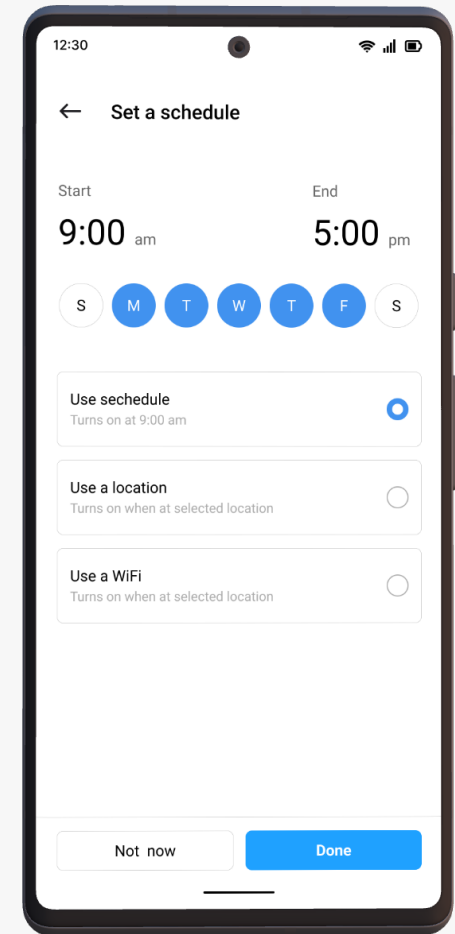 12:30
Set a schedule
Start
End
9:00 am
5:00 pm
S M T W T F S
Use sechedule
Turns on at 9:00 am
Use a location
Turns on when at selected location
Use a WiFi
Turns on when at selected location
Not now
Done